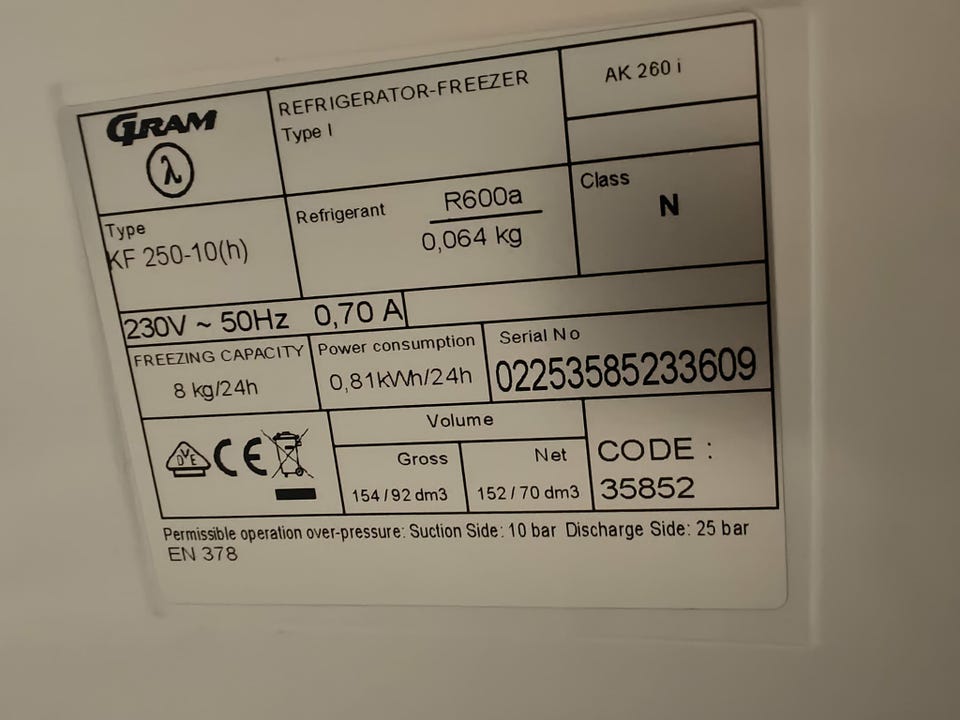 GRAM
λ
REFRIGERATOR-FREEZER
Type I
AK 260 i
Type
KF 250-10(h)
Refrigerant
R600a
0,064 kg
Class
N
230V ~ 50Hz 0,70 A
FREEZING CAPACITY
8 kg/24h
Power consumption
0,81kWh/24h
Serial No
02253585233609
DVE
CE
Volume
Gross
154/92 dm3
Net
152/70 dm3
CODE :
35852
Permissible operation over-pressure: Suction Side: 10 bar Discharge Side: 25 bar
EN 378